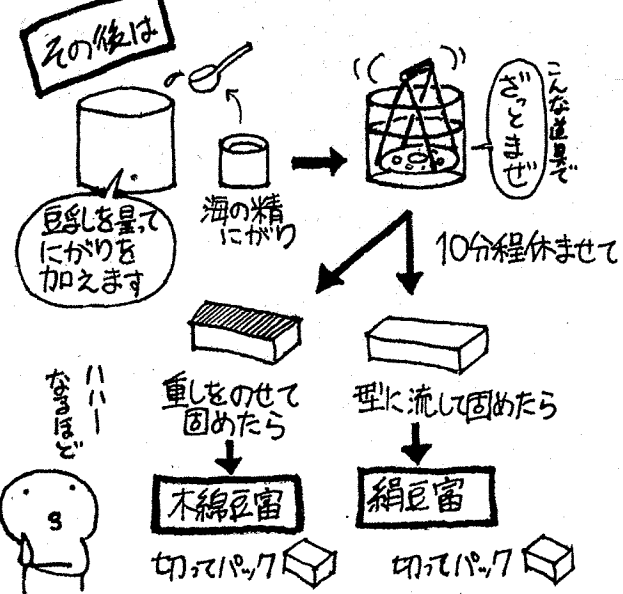 その後は
こんな道具で
ざっとまぜ
豆乳しを量って
にがりを
加えます
海の精
にがり
10分程休ませて
重しをのせて
固めたら
型に流して固めたら
ハハー
なるほど
木綿豆富
絹豆富
切ってパック
切ってパック